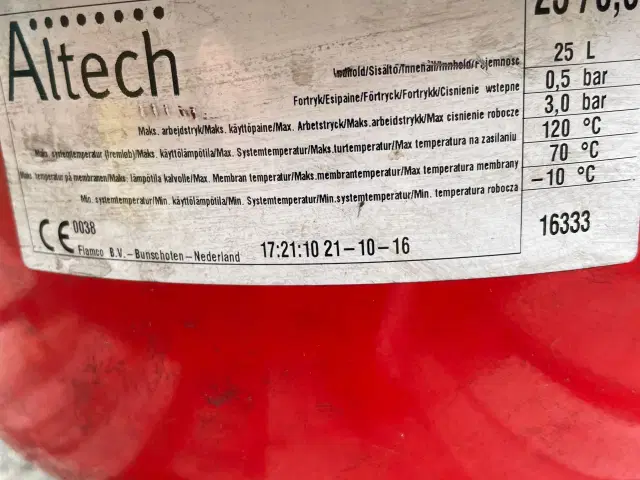 Altech
Indhold/Sisältö/Innehåll/Innhold/Pojemnosc 25 L
Fortryk/Esipaine/Förtryck/Fortrykk/Cisnienie wstepne 0,5 bar
Maks. arbejdstryk/Maks. käyttöpaine/Max. Arbetstryck/Maks.arbeidstrykk/Max cisnienie robocze 3,0 bar
Maks. systemtemperatur (fremløb)/Maks. käyttölämpötila/Max. Systemtemperatur/Maks.turtemperatur/Max temperatura na zasilaniu 120 °C
Maks. temperatur på membranen/Maks. lämpötila kalvolle/Max. Membran temperatur/Maks.membrantemperatur/Max temperatura membrany 70 °C
Min. systemtemperatur/Min. käyttölämpötila/Min. Systemtemperatur/Min.systemtemperatur/Min. temperatura robocza −10 °C
CE 0038
Flamco B.V.−Bunschoten−Nederland 17:21:10 21−10−16 16333